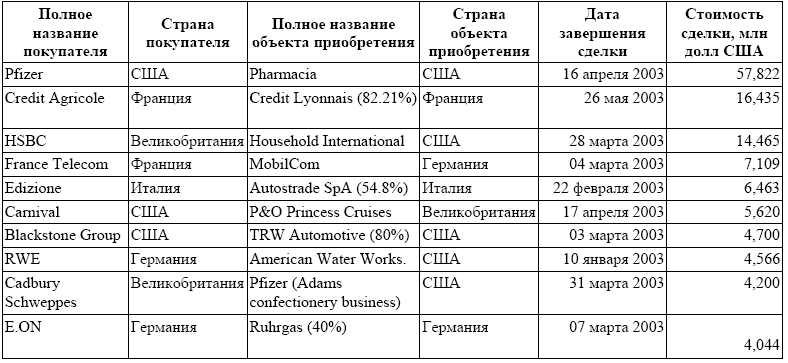 Полное название покупателя | Страна покупателя | Полное название объекта приобретения | Страна объекта приобретения | Дата завершения сделки | Стоимость сделки, млн долл США
Pfizer | США | Pharmacia | США | 16 апреля 2003 | 57,822
Credit Agricole | Франция | Credit Lyonnais (82.21%) | Франция | 26 мая 2003 | 16,435
HSBC | Великобритания | Household International | США | 28 марта 2003 | 14,465
France Telecom | Франция | MobilCom | Германия | 04 марта 2003 | 7,109
Edizione | Италия | Autostrade SpA (54.8%) | Италия | 22 февраля 2003 | 6,463
Carnival | США | P&O Princess Cruises | Великобритания | 17 апреля 2003 | 5,620
Blackstone Group | США | TRW Automotive (80%) | США | 03 марта 2003 | 4,700
RWE | Германия | American Water Works. | США | 10 января 2003 | 4,566
Cadbury Schweppes | Великобритания | Pfizer (Adams confectionery business) | США | 31 марта 2003 | 4,200
E.ON | Германия | Ruhrgas (40%) | Германия | 07 марта 2003 | 4,044